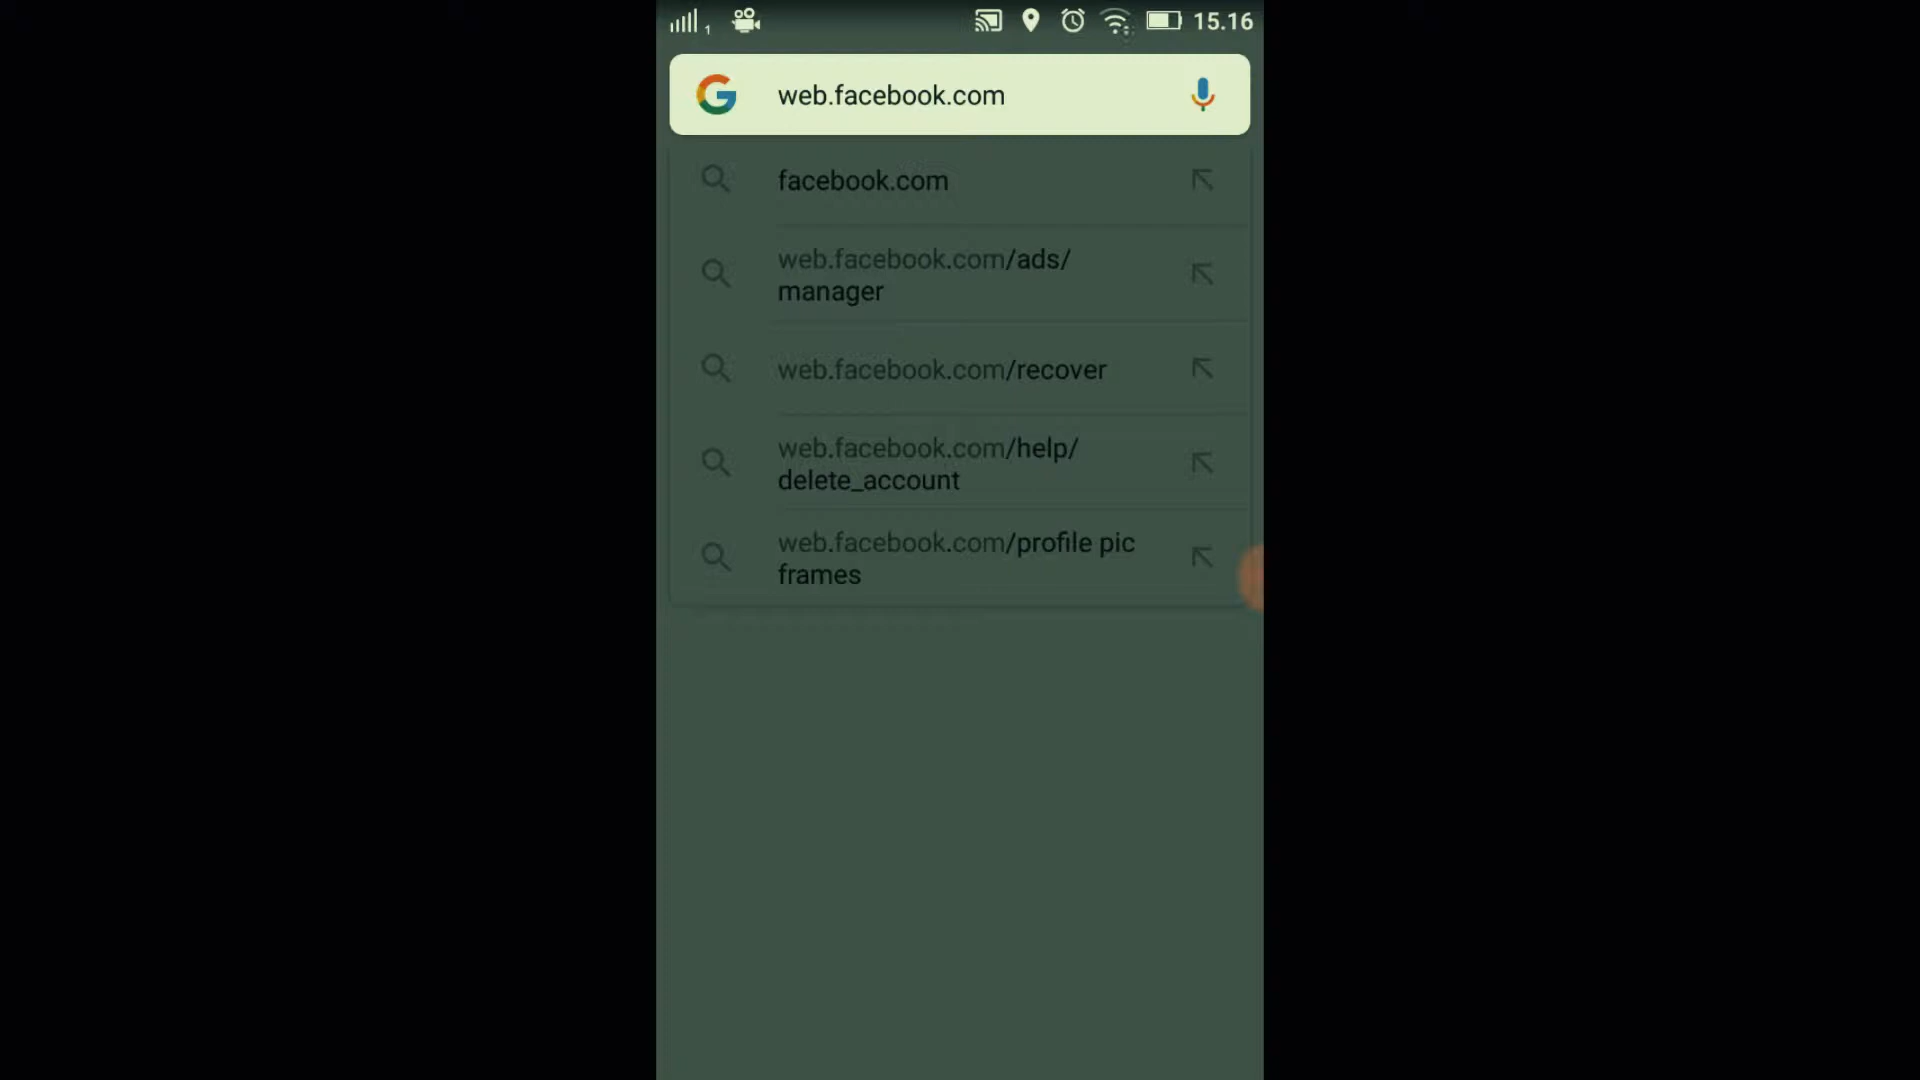 1
15.16
web.facebook.com
facebook.com
web.facebook.com/ads/
manager
web.facebook.com/recover
web.facebook.com/help/
delete_account
web.facebook.com/profile pic
frames